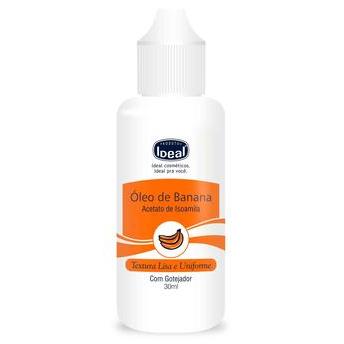 PRODUTOS
Ideal
Ideal cosméticos,
Ideal pra você.
Óleo de Banana
Acetato de Isoamila
Textura Lisa e Uniforme
Com Gotejador
30ml